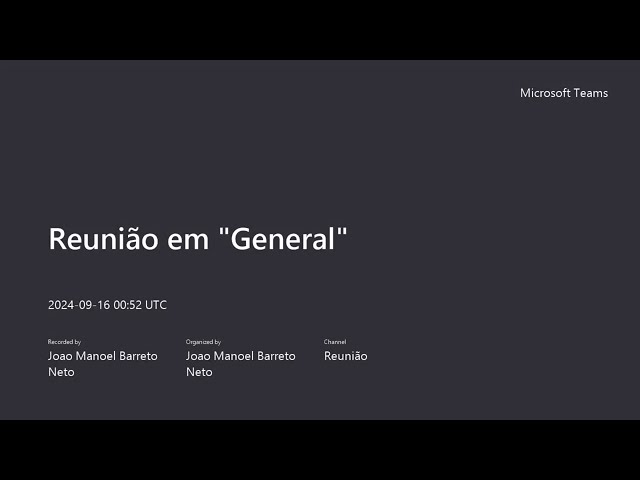 Microsoft Teams
Reunião em "General"
2024-09-16 00:52 UTC
Recorded by
Joao Manoel Barreto
Neto
Organized by
Joao Manoel Barreto
Neto
Channel
Reunião